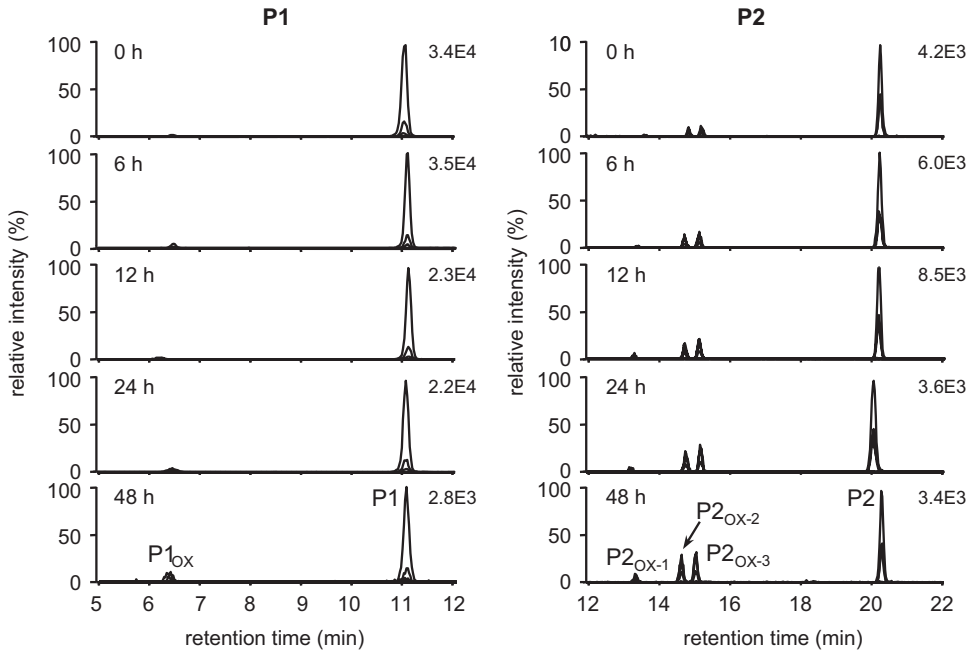 P1
relative intensity (%)
100
50
0
0 h
3.4E4
100
50
0
6 h
3.5E4
100
50
0
12 h
2.3E4
100
50
0
24 h
2.2E4
100
50
0
48 h
P1
2.8E3
P1OX
5 6 7 8 9 10 11 12
retention time (min)
P2
relative intensity (%)
10
50
0
0 h
4.2E3
100
50
0
6 h
6.0E3
100
50
0
12 h
8.5E3
100
50
0
24 h
3.6E3
100
50
0
48 h
P2
3.4E3
P2OX-2
P2OX-1
P2OX-3
12 14 16 18 20 22
retention time (min)